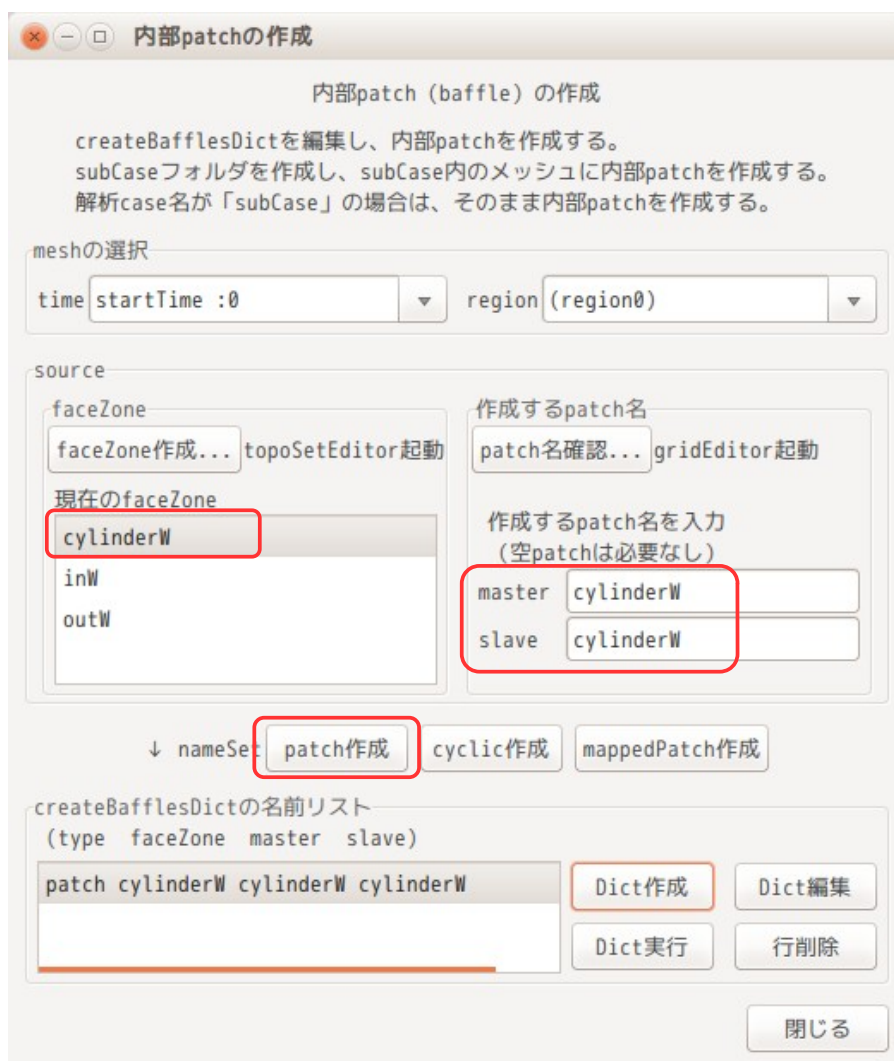 内部patchの作成
内部patch (baffle) の作成
createBafflesDictを編集し、内部patchを作成する。
subCaseフォルダを作成し、subCase内のメッシュに内部patchを作成する。
解析case名が「subCase」の場合は、そのまま内部patchを作成する。
meshの選択
time startTime :0 region (region0)
source
faceZone
faceZone作成... topoSetEditor起動
現在のfaceZone
cylinderW
inW
outW
作成するpatch名
patch名確認... gridEditor起動
作成するpatch名を入力
(空patchは必要なし)
master cylinderW
slave cylinderW
↓ nameSet patch作成 cyclic作成 mappedPatch作成
createBafflesDictの名前リスト
(type faceZone master slave)
patch cylinderW cylinderW cylinderW
Dict作成 Dict編集
Dict実行 行削除
閉じる